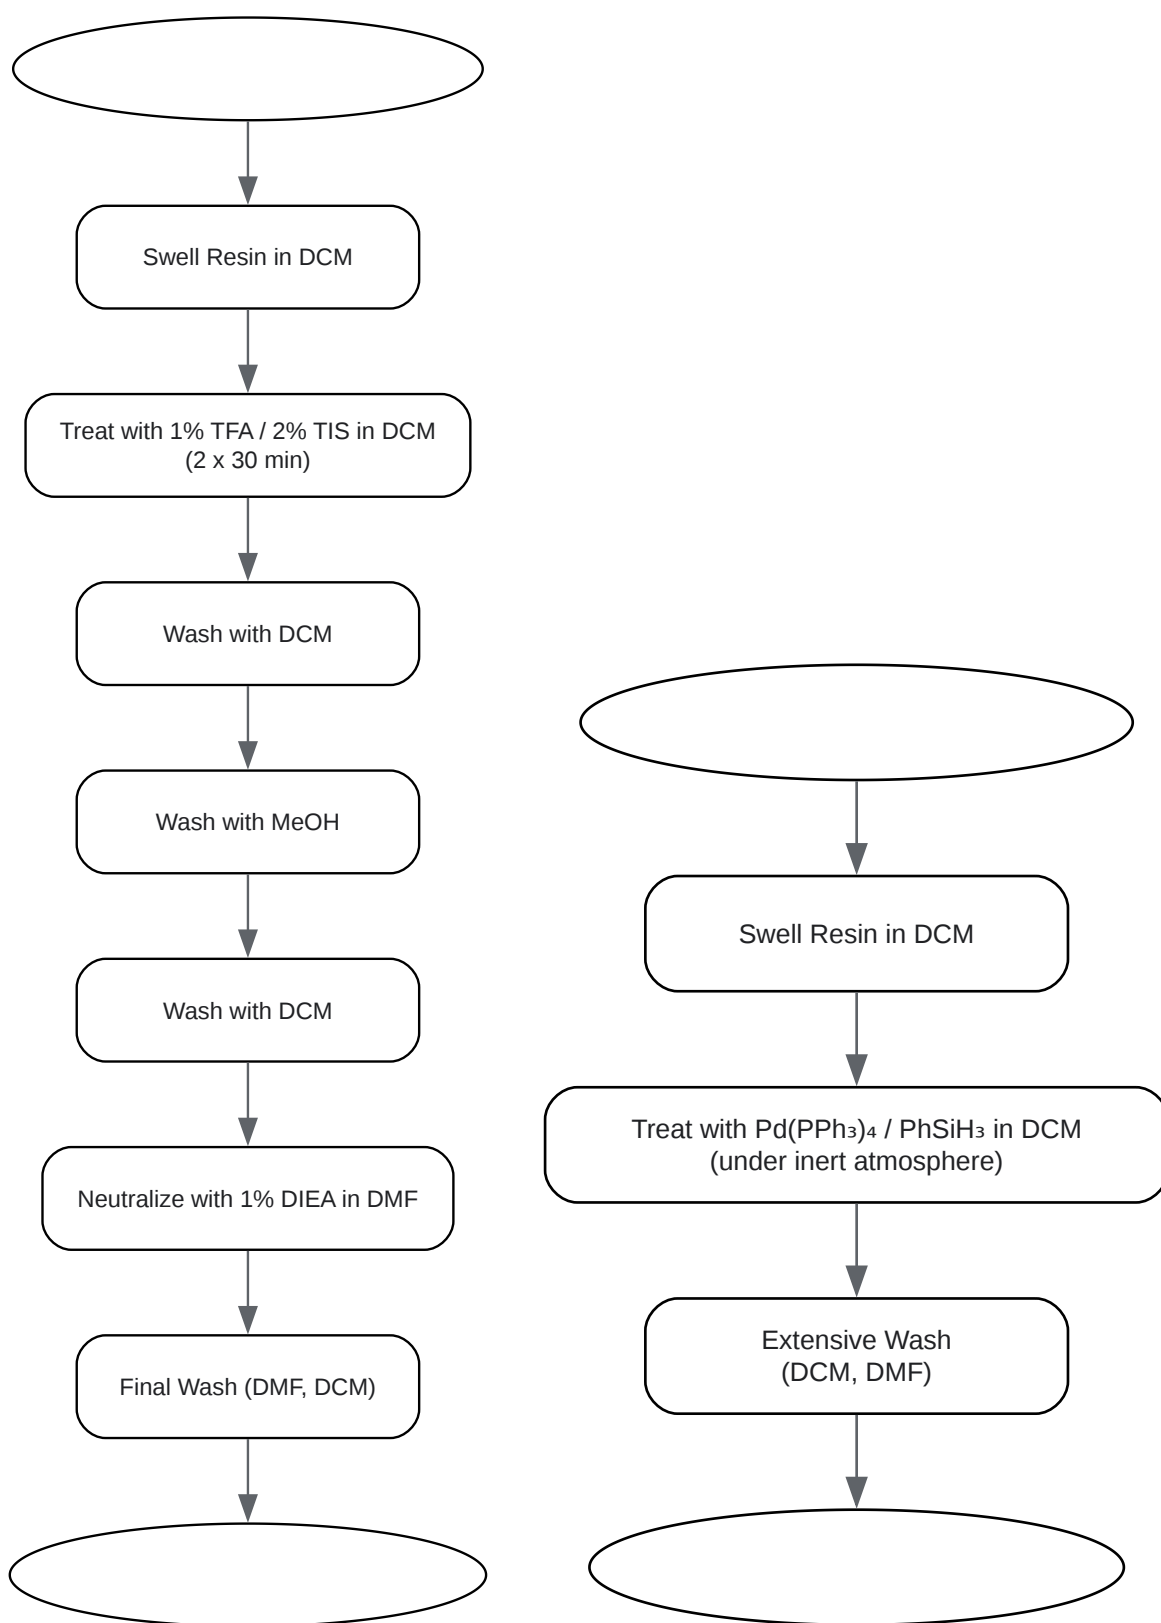 Swell Resin in DCM
Treat with 1% TFA / 2% TIS in DCM
(2 x 30 min)
Wash with DCM
Wash with MeOH
Wash with DCM
Neutralize with 1% DIEA in DMF
Final Wash (DMF, DCM)
Swell Resin in DCM
Treat with Pd(PPh₃)₄ / PhSiH₃ in DCM
(under inert atmosphere)
Extensive Wash
(DCM, DMF)